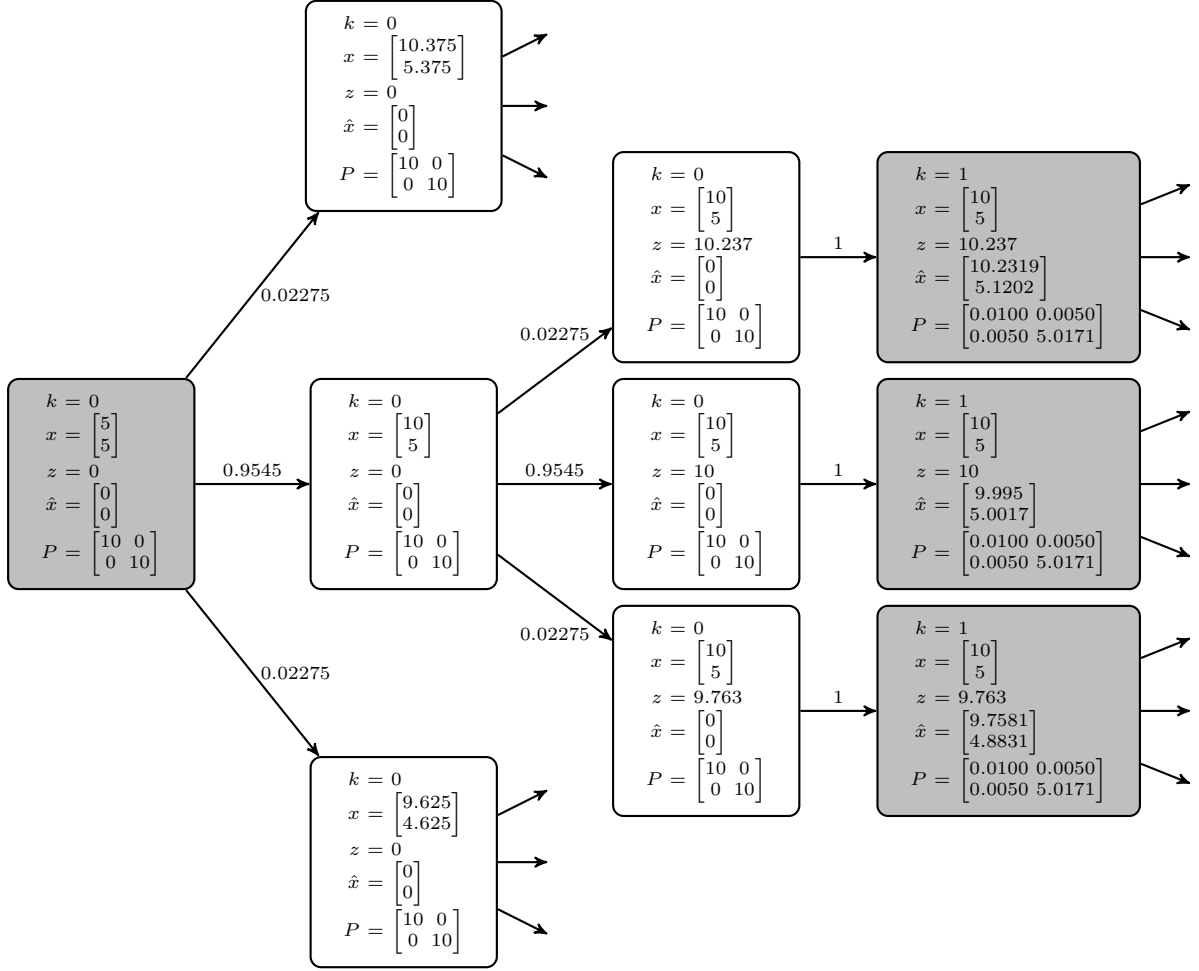 k = 0
x = [10.375
5.375]
z = 0
x̂ = [0
0]
P = [10 0
0 10]
0.02275
k = 0
x = [5
5]
z = 0
x̂ = [0
0]
P = [10 0
0 10]
0.9545
k = 0
x = [10
5]
z = 0
x̂ = [0
0]
P = [10 0
0 10]
0.02275
k = 0
x = [9.625
4.625]
z = 0
x̂ = [0
0]
P = [10 0
0 10]
0.02275
k = 0
x = [10
5]
z = 10.237
x̂ = [0
0]
P = [10 0
0 10]
1
k = 1
x = [10
5]
z = 10.237
x̂ = [10.2319
5.1202]
P = [0.0100 0.0050
0.0050 5.0171]
0.9545
k = 0
x = [10
5]
z = 10
x̂ = [0
0]
P = [10 0
0 10]
1
k = 1
x = [10
5]
z = 10
x̂ = [9.995
5.0017]
P = [0.0100 0.0050
0.0050 5.0171]
0.02275
k = 0
x = [10
5]
z = 9.763
x̂ = [0
0]
P = [10 0
0 10]
1
k = 1
x = [10
5]
z = 9.763
x̂ = [9.7581
4.8831]
P = [0.0100 0.0050
0.0050 5.0171]